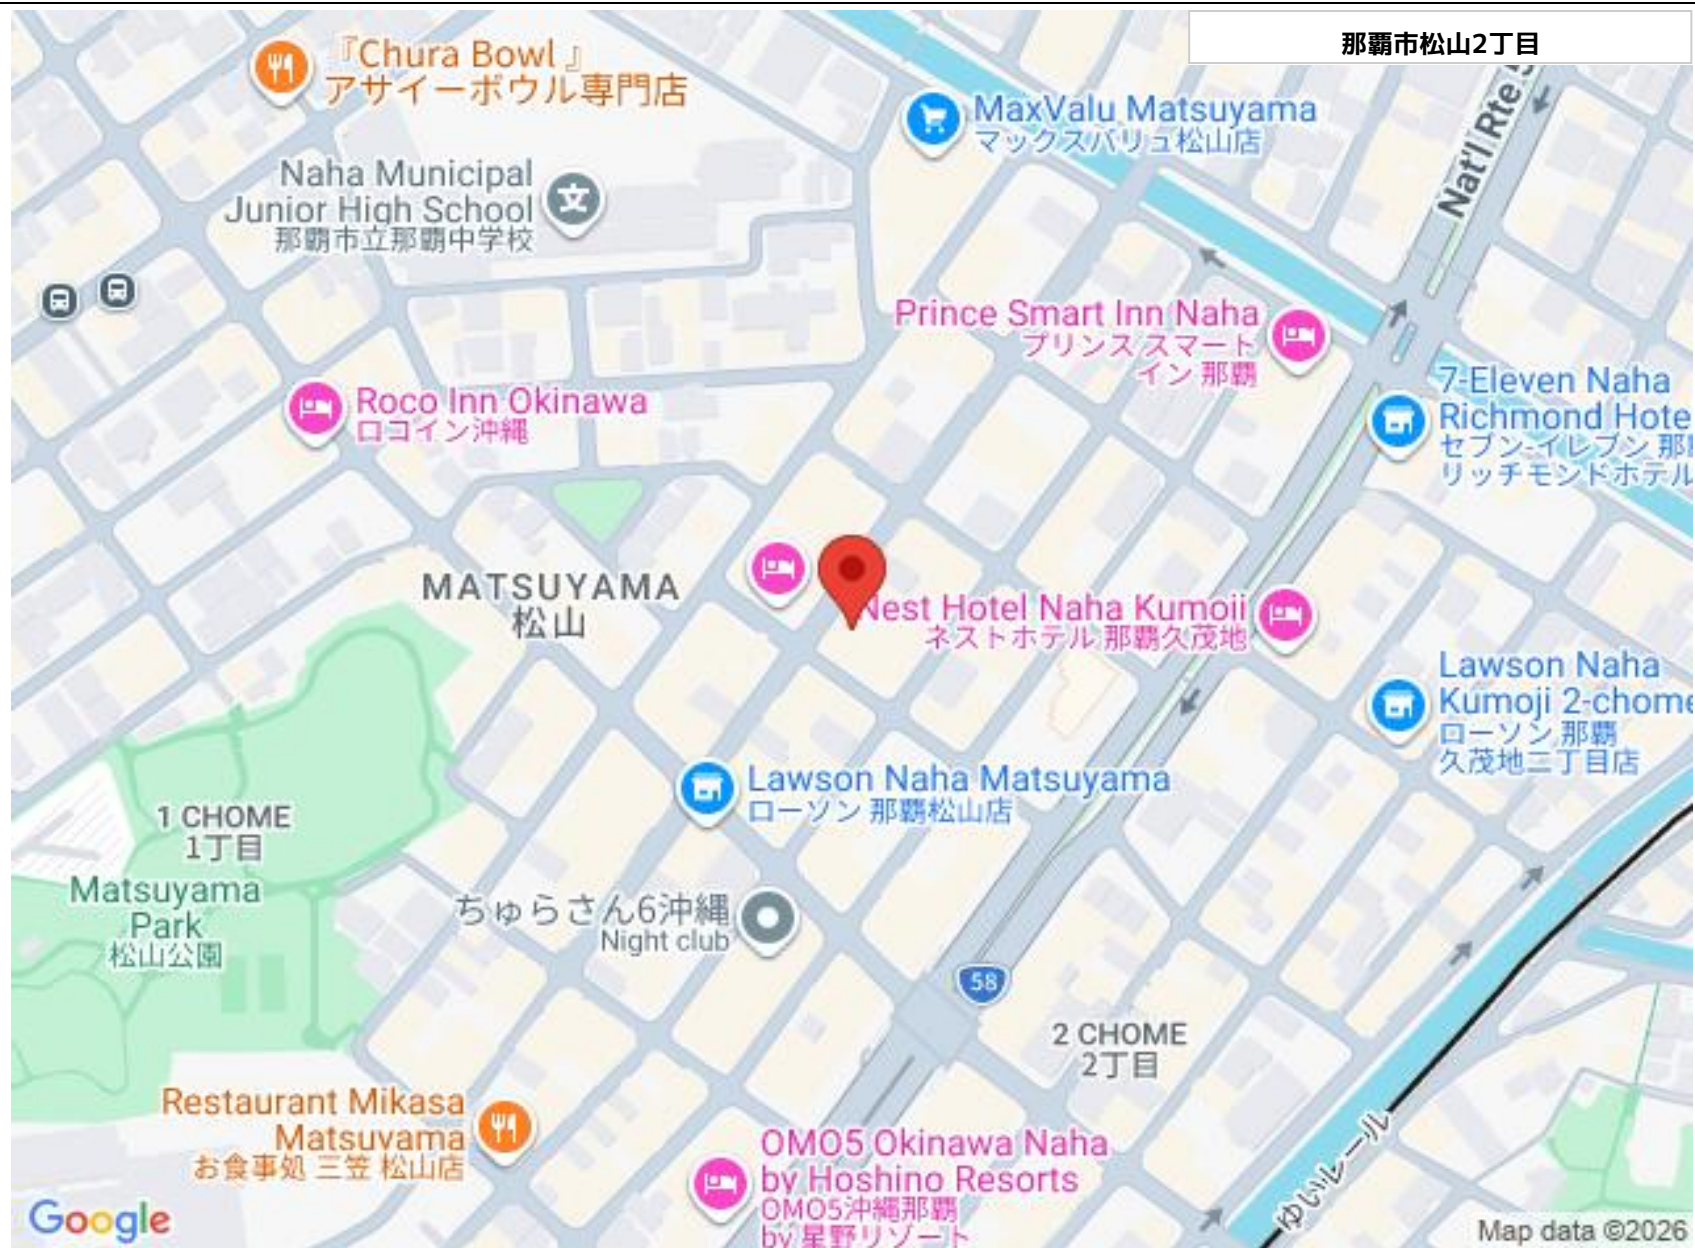 那覇市松山2丁目
『Chura Bowl 』
アサイーボウル専門店
MaxValu Matsuyama
マックスバリュ松山店
Nat'l Rte
Naha Municipal
Junior High School
那覇市立那覇中学校
Prince Smart Inn Naha
プリンス スマート
イン 那覇
7-Eleven Naha
Richmond Hote
セブン-イレブン 那覇
リッチモンドホテル
Roco Inn Okinawa
ロコイン沖縄
MATSUYAMA
松山
Nest Hotel Naha Kumoji
ネストホテル 那覇久茂地
Lawson Naha
Kumoji 2-chome
ローソン 那覇
久茂地二丁目店
Lawson Naha Matsuyama
ローソン 那覇松山店
1 CHOME
1丁目
Matsuyama
Park
松山公園
ちゅらさん6沖縄
Night club
58
2 CHOME
2丁目
Restaurant Mikasa
Matsuyama
お食事処 三笠 松山店
OMO5 Okinawa Naha
by Hoshino Resorts
OMO5沖縄那覇
by 星野リゾート
ゆいレール
Google
Map data ©2026